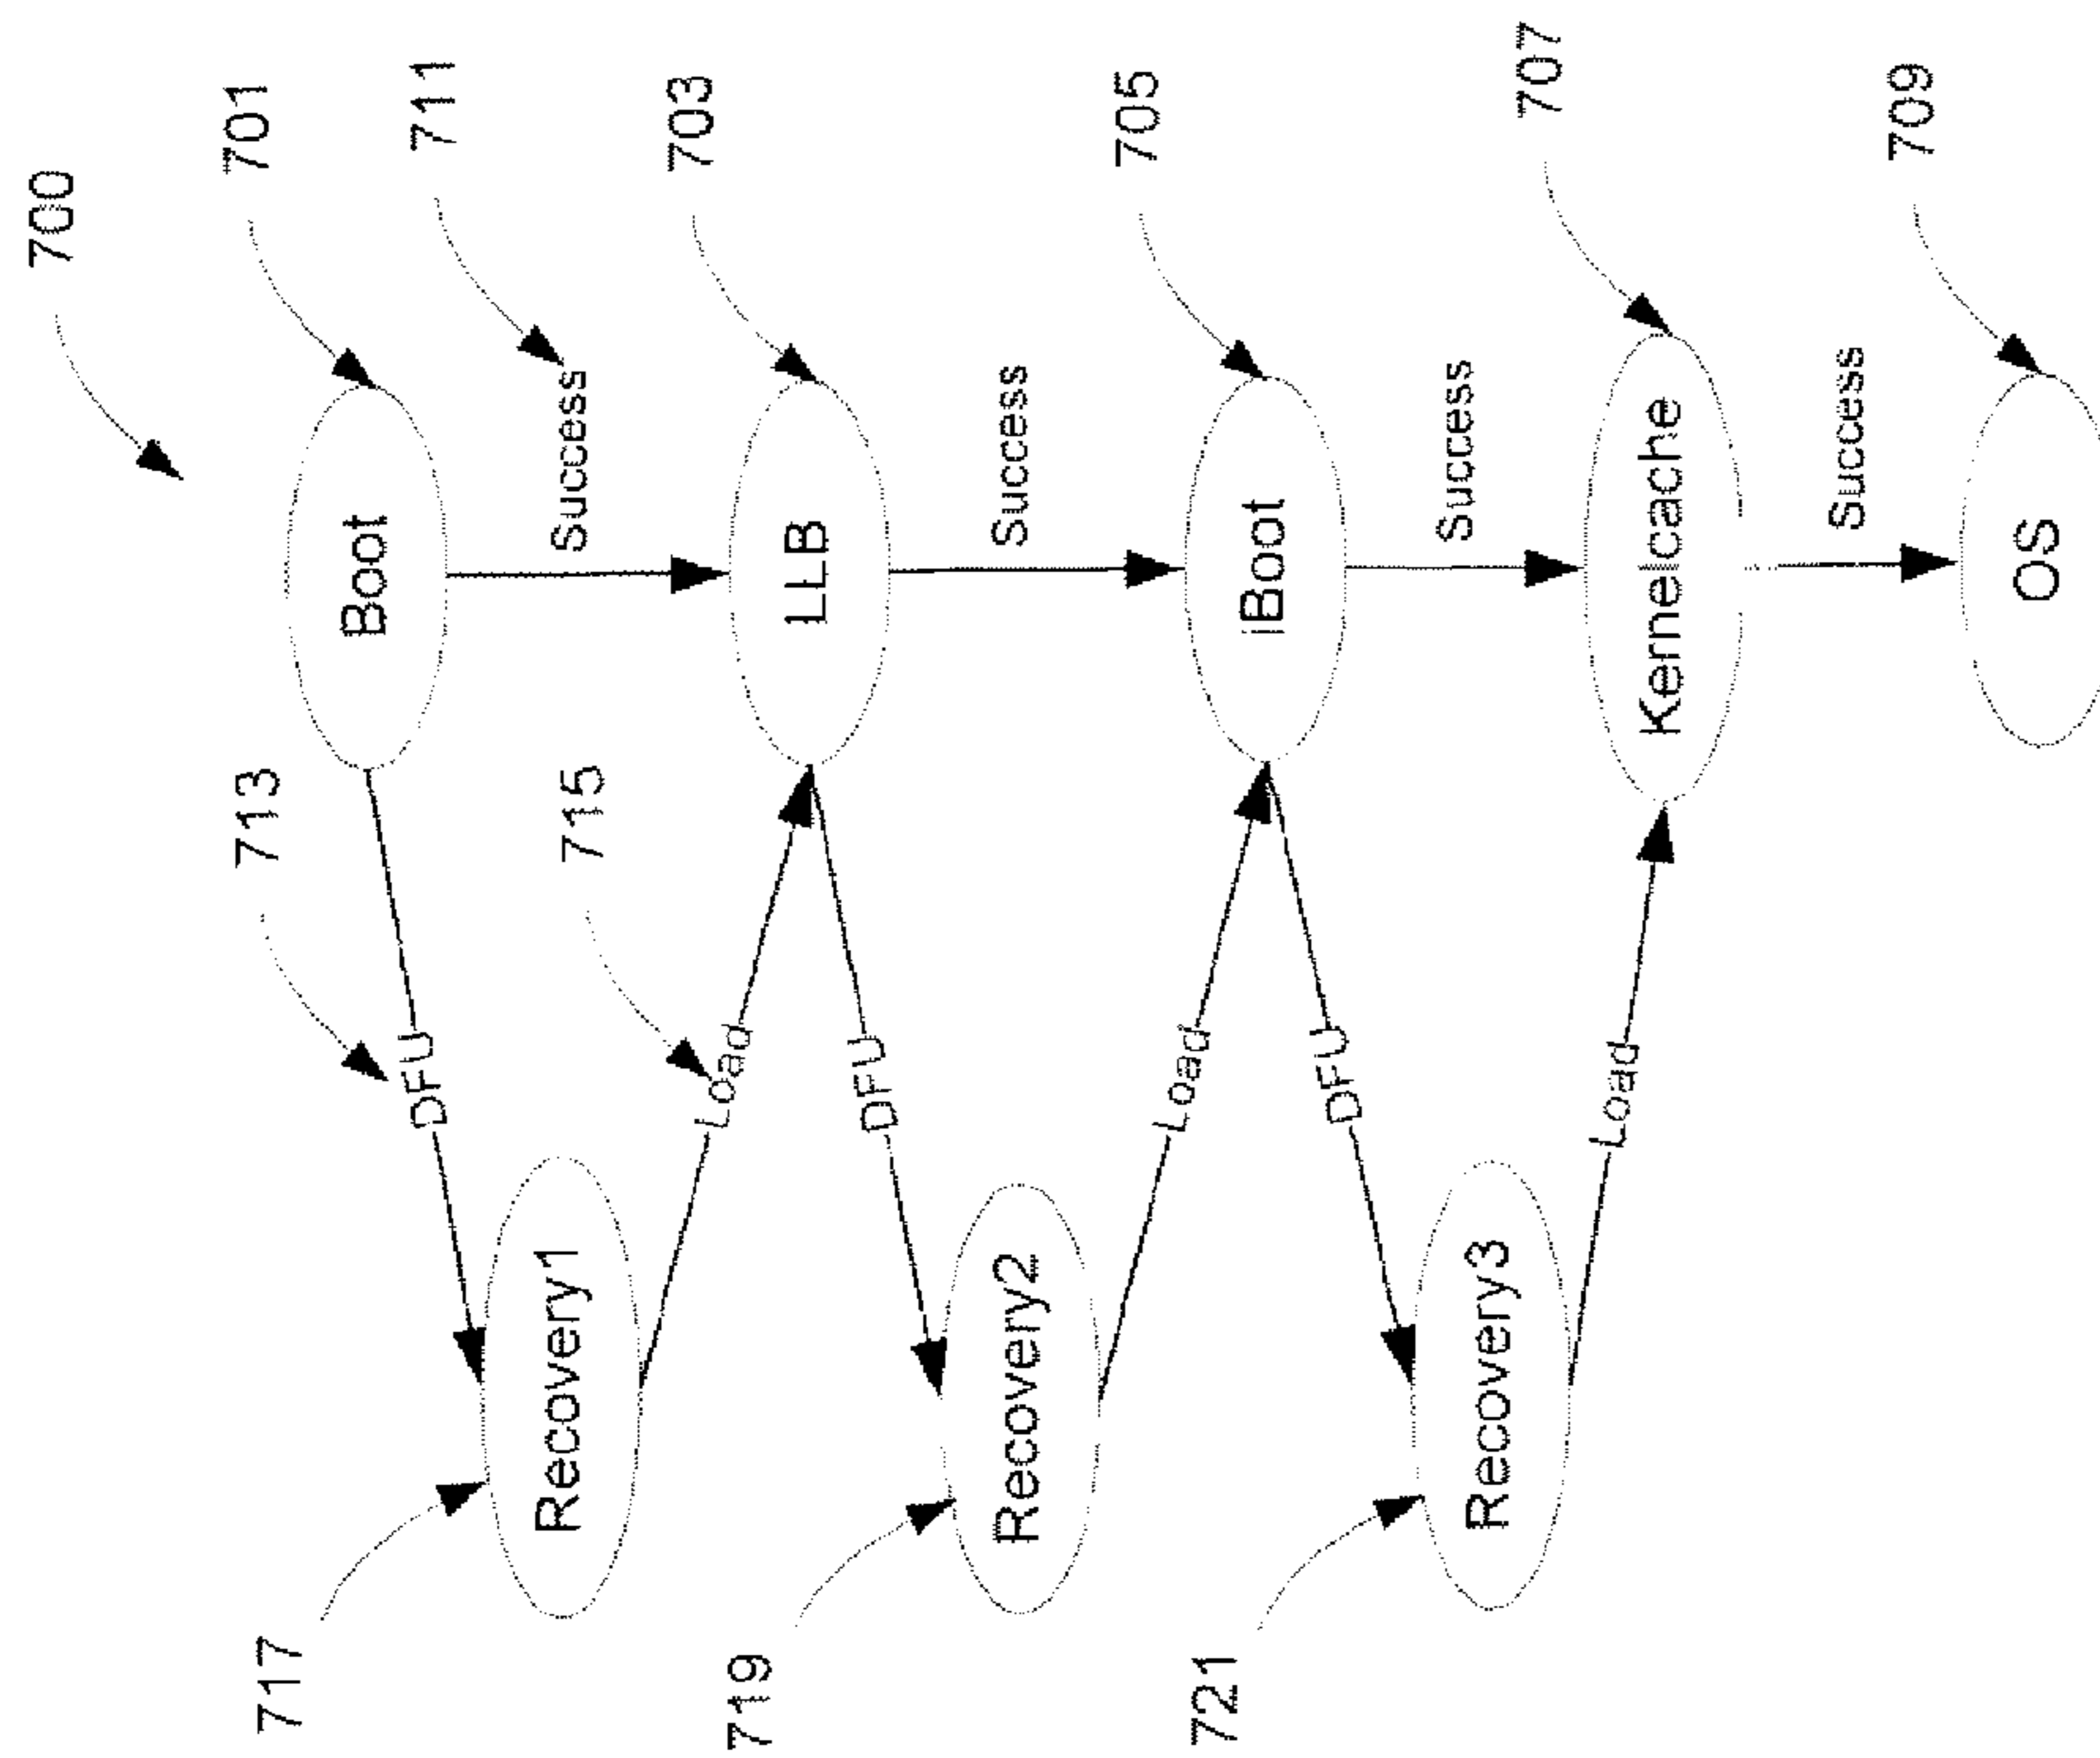 700
717
713
701
Boot
711
DFU
Recovery1
715
Success
703
Load
719
LLB
DFU
Recovery2
Success
705
Load
721
iBoot
DFU
Success
Recovery3
707
Load
Kernelcache
Success
709
OS